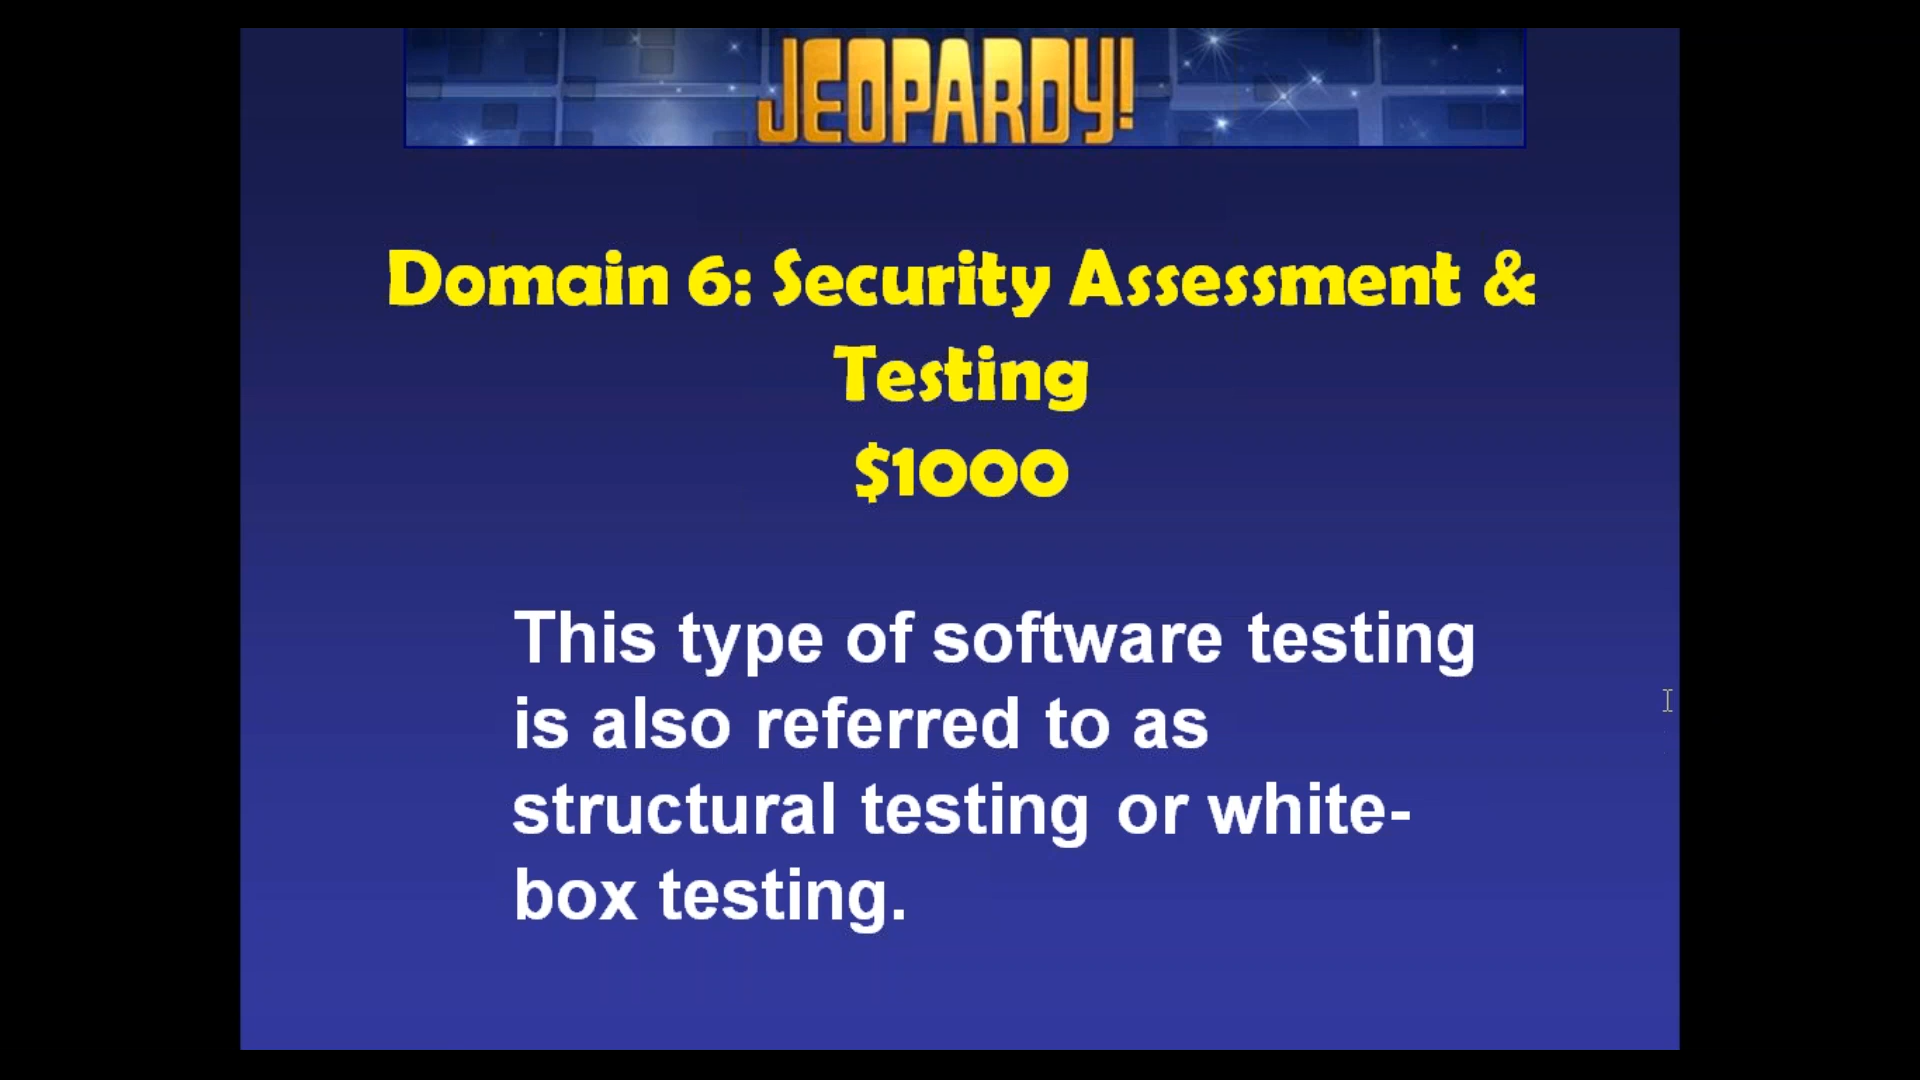 JEOPARDY!
Domain 6: Security Assessment &
Testing
$1000
This type of software testing
is also referred to as
structural testing or white-
box testing.